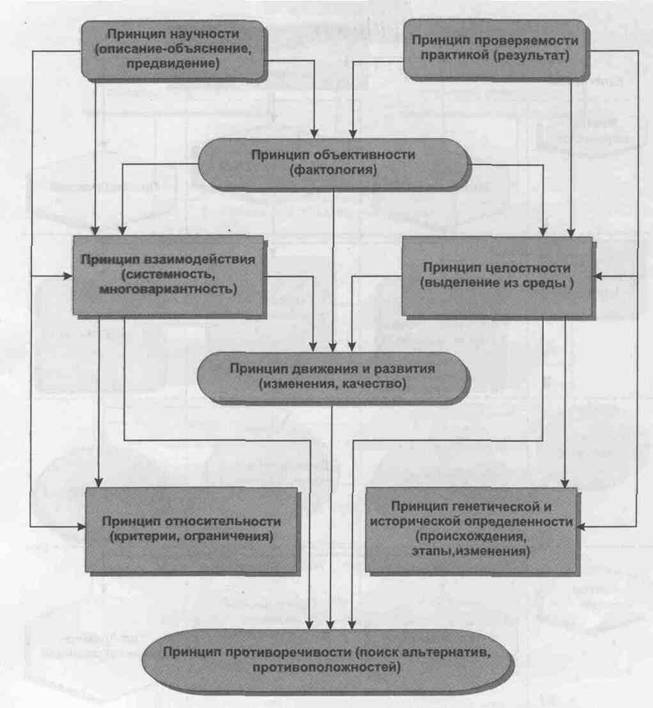 Принцип научности
(описание-объяснение,
предвидение)
Принцип проверяемости
практикой (результат)
Принцип объективности
(фактология)
Принцип взаимодействия
(системность,
многовариантность)
Принцип целостности
(выделение из среды )
Принцип движения и развития
(изменения, качество)
Принцип относительности
(критерии, ограничения)
Принцип генетической и
исторической определенности
(происхождения,
этапы,изменения)
Принцип противоречивости (поиск альтернатив,
противоположностей)